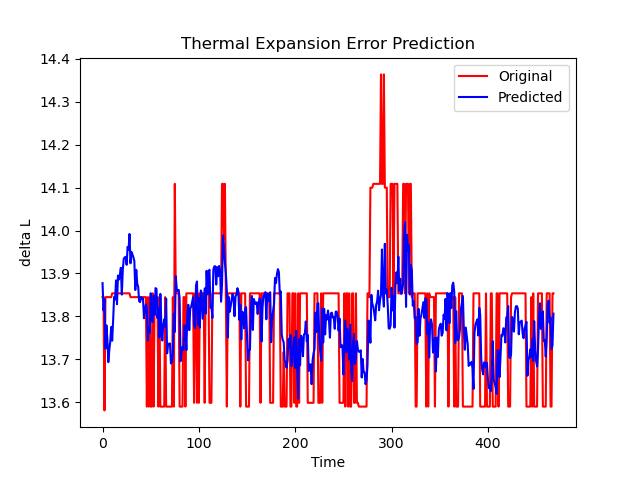 Thermal Expansion Error Prediction
Original
Predicted
14.4
14.3
14.2
14.1
14.0
13.9
13.8
13.7
13.6
delta L
0
100
200
300
400
Time